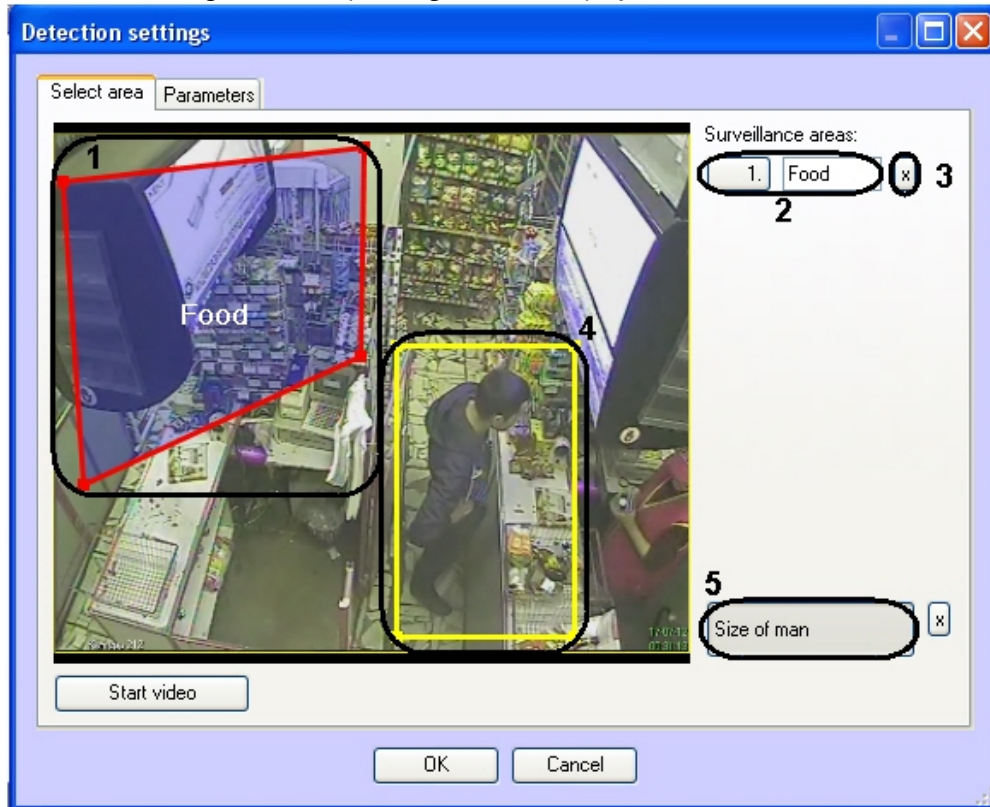 Detection settings
Select area
Parameters
1
Surveillance areas:
1.
Food
x
3
2
Food
4
5
Size of man
x
Start video
OK
Cancel